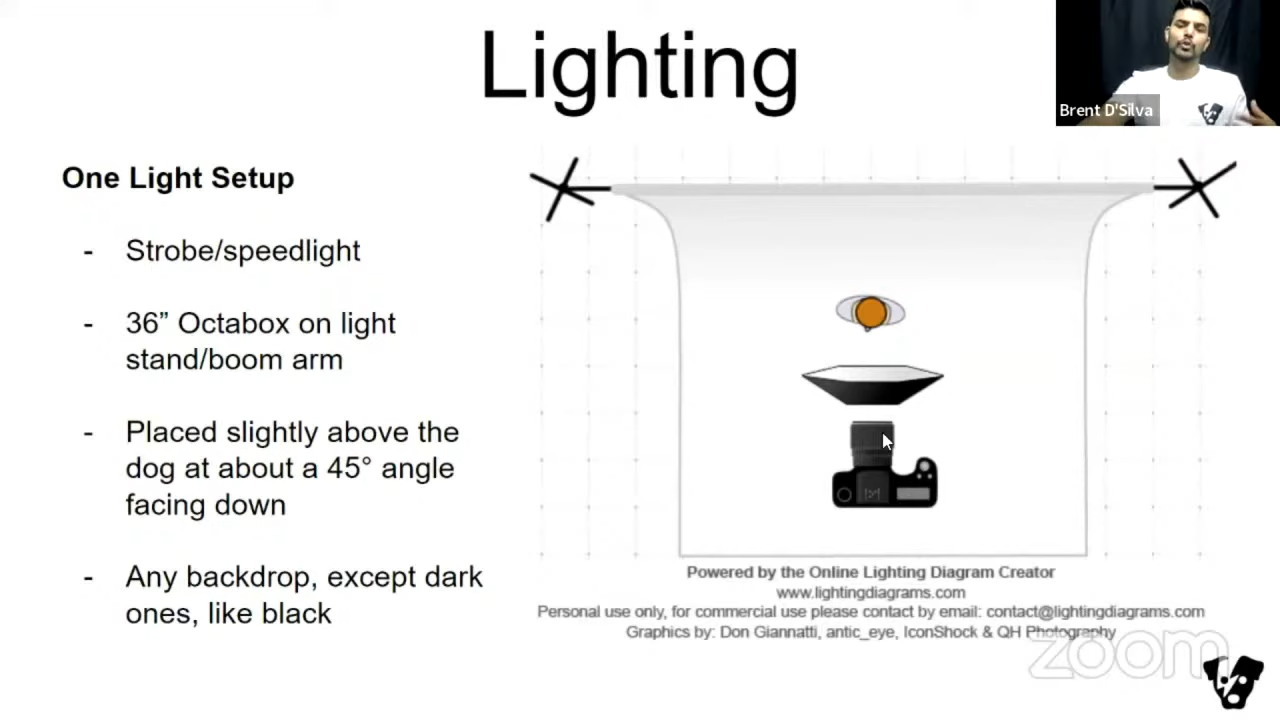 Lighting
Brent D'Silva
One Light Setup
- Strobe/speedlight
- 36” Octabox on light
stand/boom arm
- Placed slightly above the
dog at about a 45° angle
facing down
- Any backdrop, except dark
ones, like black
Powered by the Online Lighting Diagram Creator
www.lightingdiagrams.com
Personal use only, for commercial use please contact by email: contact@lightingdiagrams.com
Graphics by: Don Giannatti, antic_eye, IconShock & QH Photography
zoom